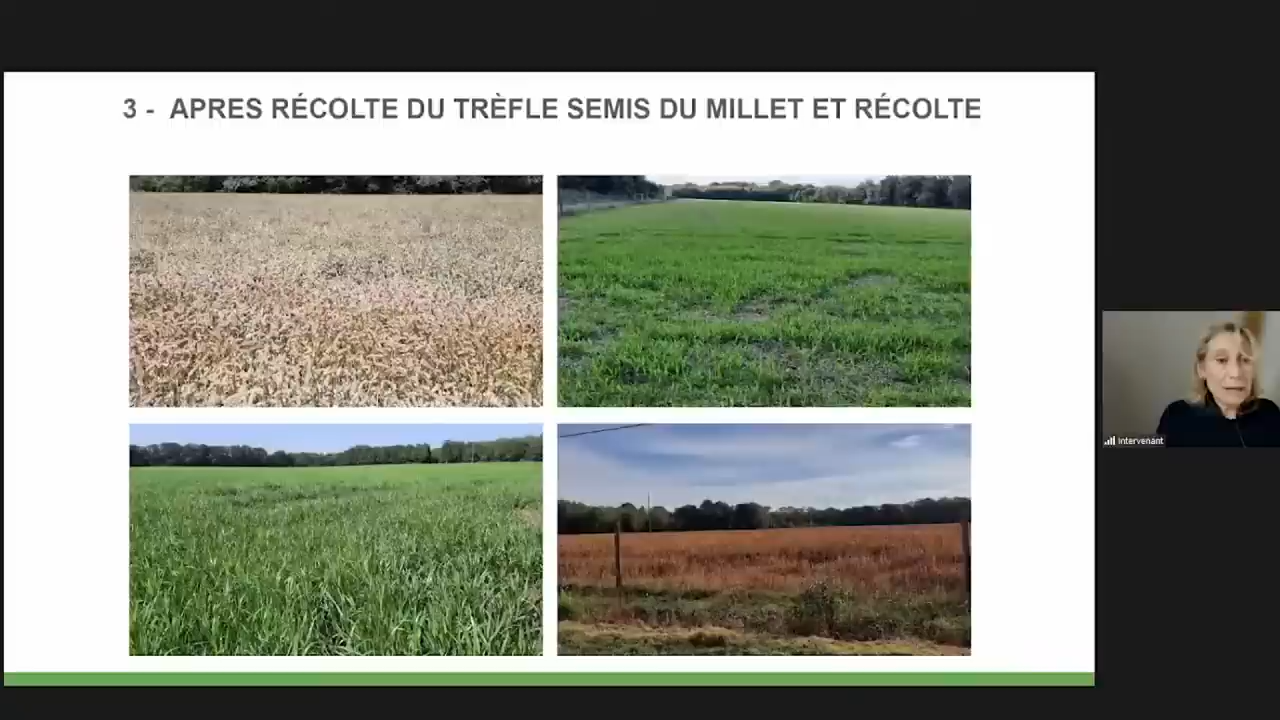 3 - APRES RÉCOLTE DU TRÈFLE SEMIS DU MILLET ET RÉCOLTE
Intervenant